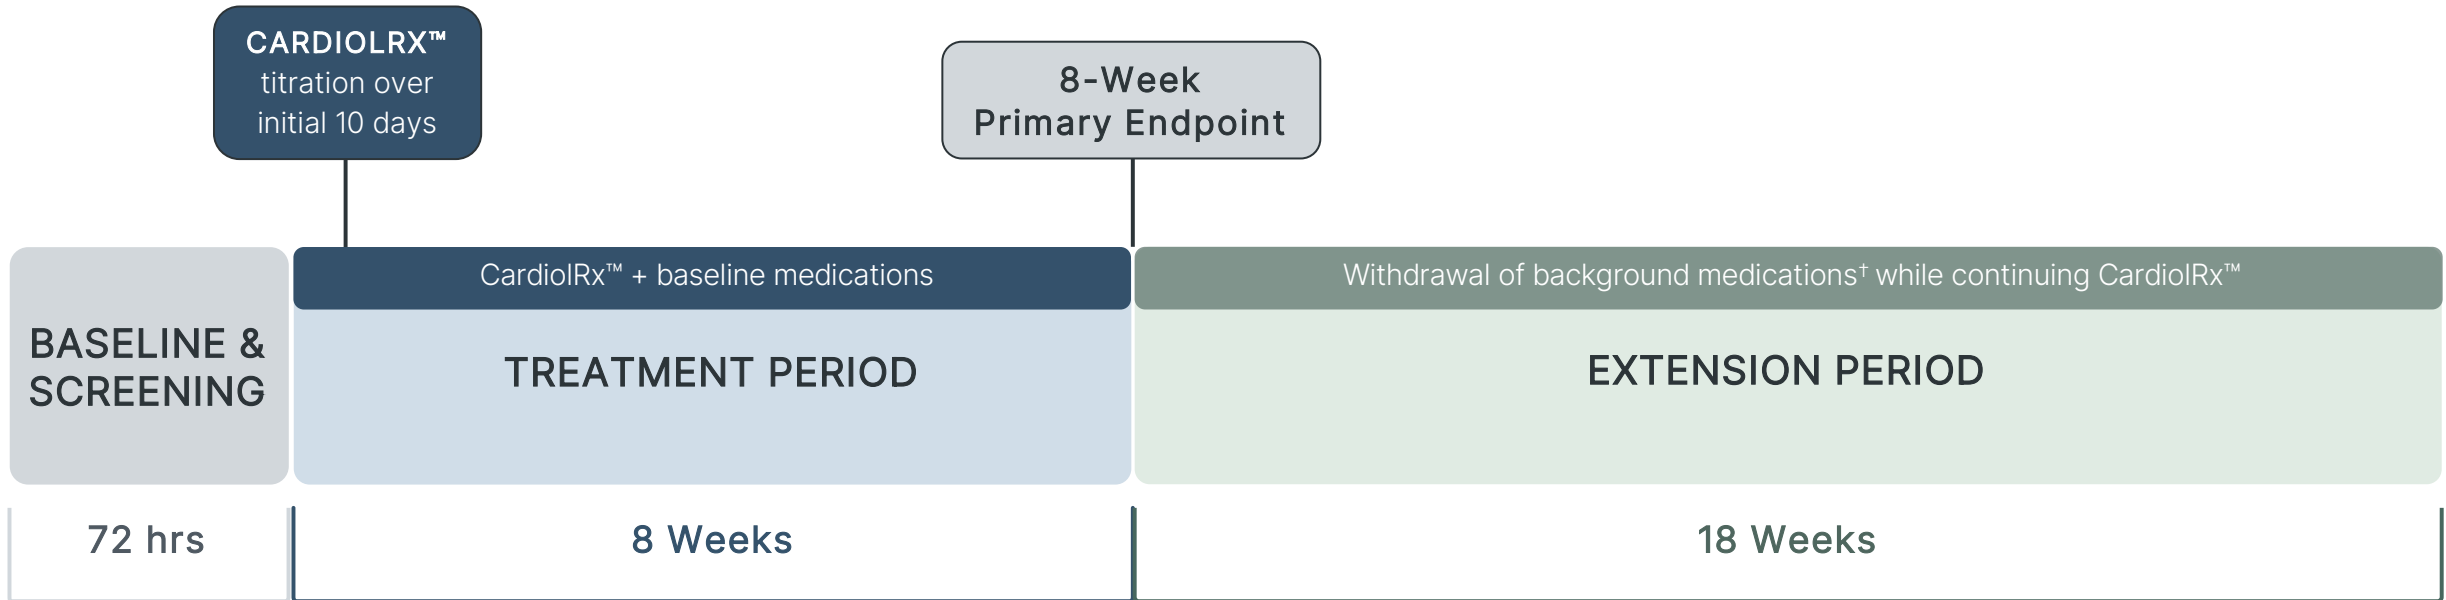 CARDIOLRX™
titration over
initial 10 days
8-Week
Primary Endpoint
BASELINE &
SCREENING
CardiolRx™ + baseline medications
TREATMENT PERIOD
Withdrawal of background medications† while continuing CardiolRx™
EXTENSION PERIOD
72 hrs
8 Weeks
18 Weeks